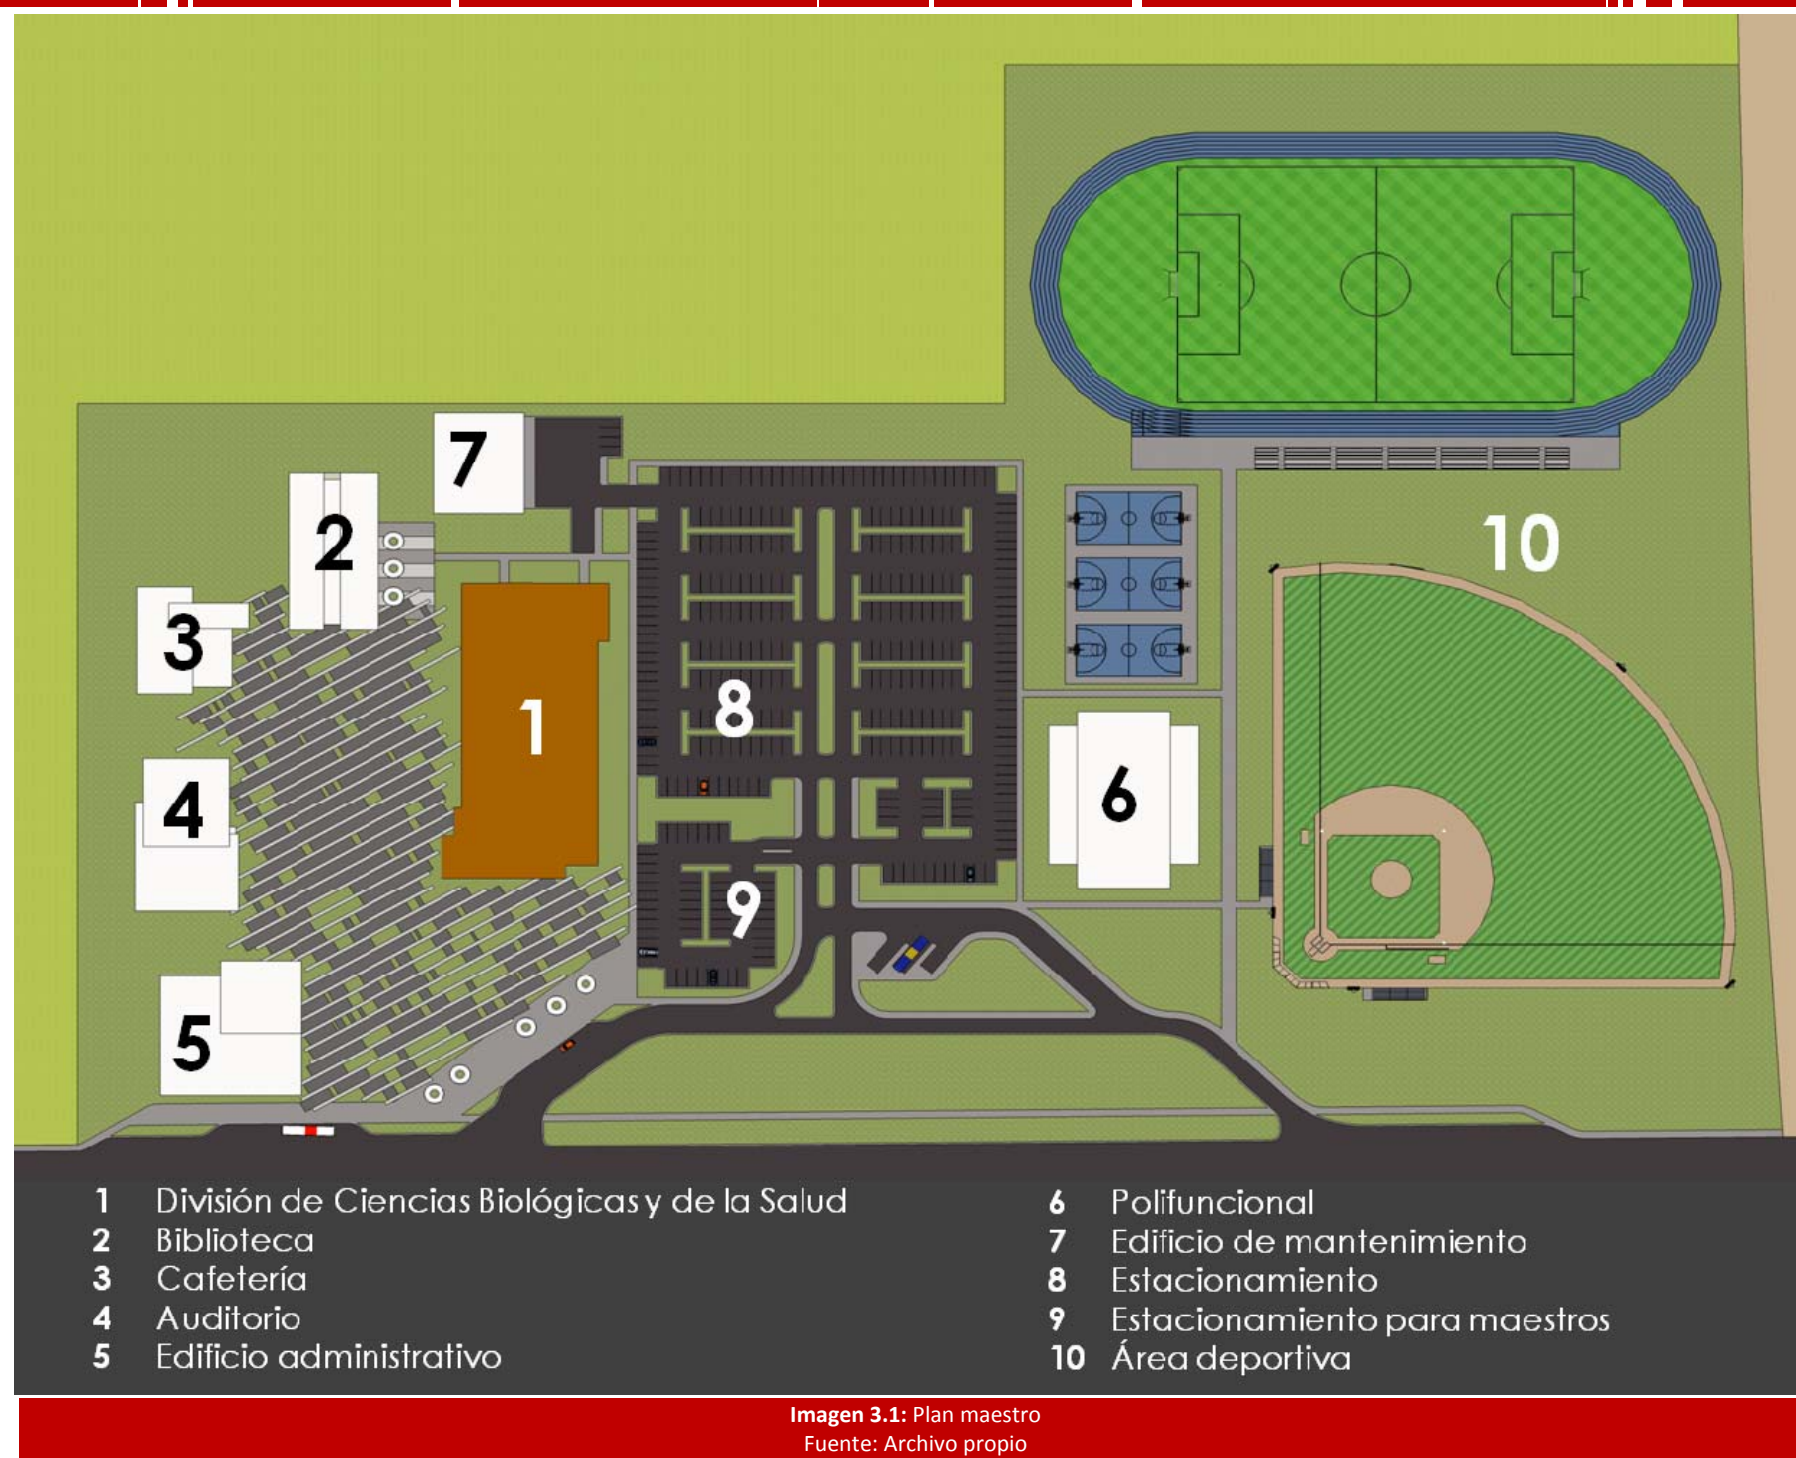 7
2
10
3
1
8
6
4
9
5
1 División de Ciencias Biológicas y de la Salud
2 Biblioteca
3 Cafetería
4 Auditorio
5 Edificio administrativo
6 Polifuncional
7 Edificio de mantenimiento
8 Estacionamiento
9 Estacionamiento para maestros
10 Área deportiva
Imagen 3.1: Plan maestro
Fuente: Archivo propio